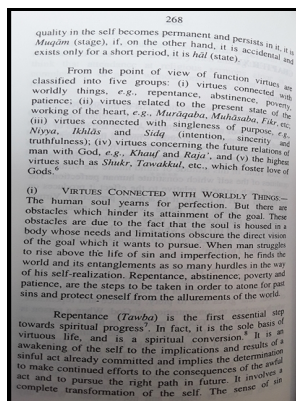 268
quality in the self becomes permanent and persists in it, it is
Muqām (stage), if, on the other hand, it is accidental and
exists only for a short period, it is hāl (state).
From the point of view of function virtues are
classified into five groups: (i) virtues connected with
worldly things, e.g., repentance, abstinence, poverty,
patience; (ii) virtues related to the present state of the
working of the heart, e.g., Murāqaba, Muhāsaba, Fikr, etc;
(iii) virtues connected with singleness of purpose, e.g.,
Niyya, Ikhlās and Sidq (intention, sincerity and
truthfulness); (iv) virtues concerning the future relations of
man with God, e.g., Khauf and Raja', and (v) the highest
virtues such as Shukr, Tawakkul, etc., which foster love of
Gods.6
(i) VIRTUES CONNECTED WITH WORLDLY THINGS:—
The human soul yearns for perfection. But there are
obstacles which hinder its attainment of the goal. These
obstacles are due to the fact that the soul is housed in a
body whose needs and limitations obscure the direct vision
of the goal which it wants to pursue. When man struggles
to rise above the life of sin and imperfection, he finds the
world and its entanglements as so many hurdles in the way
of his self-realization. Repentance, abstinence, poverty and
patience, are the steps to be taken in order to atone for past
sins and protect oneself from the allurements of the world.
Repentance (Tawba) is the first essential step
towards spiritual progress7. In fact, it is the sole basis of
virtuous life, and is a spiritual conversion.8 It is an
awakening of the self to the implications and results of a
sinful act already committed and implies the determination
to make continued efforts to the consequences of the awful
act and to pursue the right path in future. It involves a
complete transformation of the self. The sense of sin